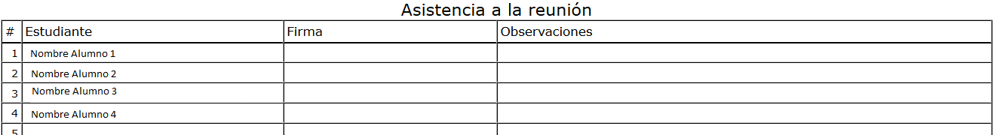 Asistencia a la reunión
# Estudiante Firma Observaciones
1 Nombre Alumno 1
2 Nombre Alumno 2
3 Nombre Alumno 3
4 Nombre Alumno 4
5